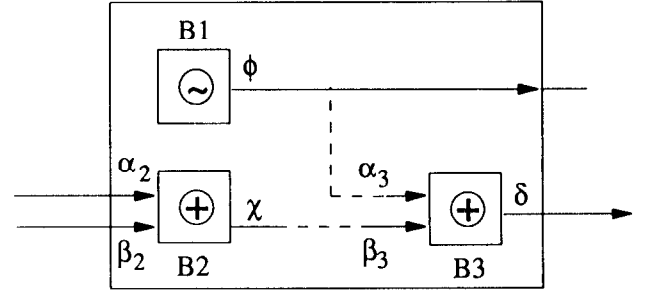 B1
ϕ
~
α₂
α₃
+
χ
+
δ
β₂
β₃
B2
B3